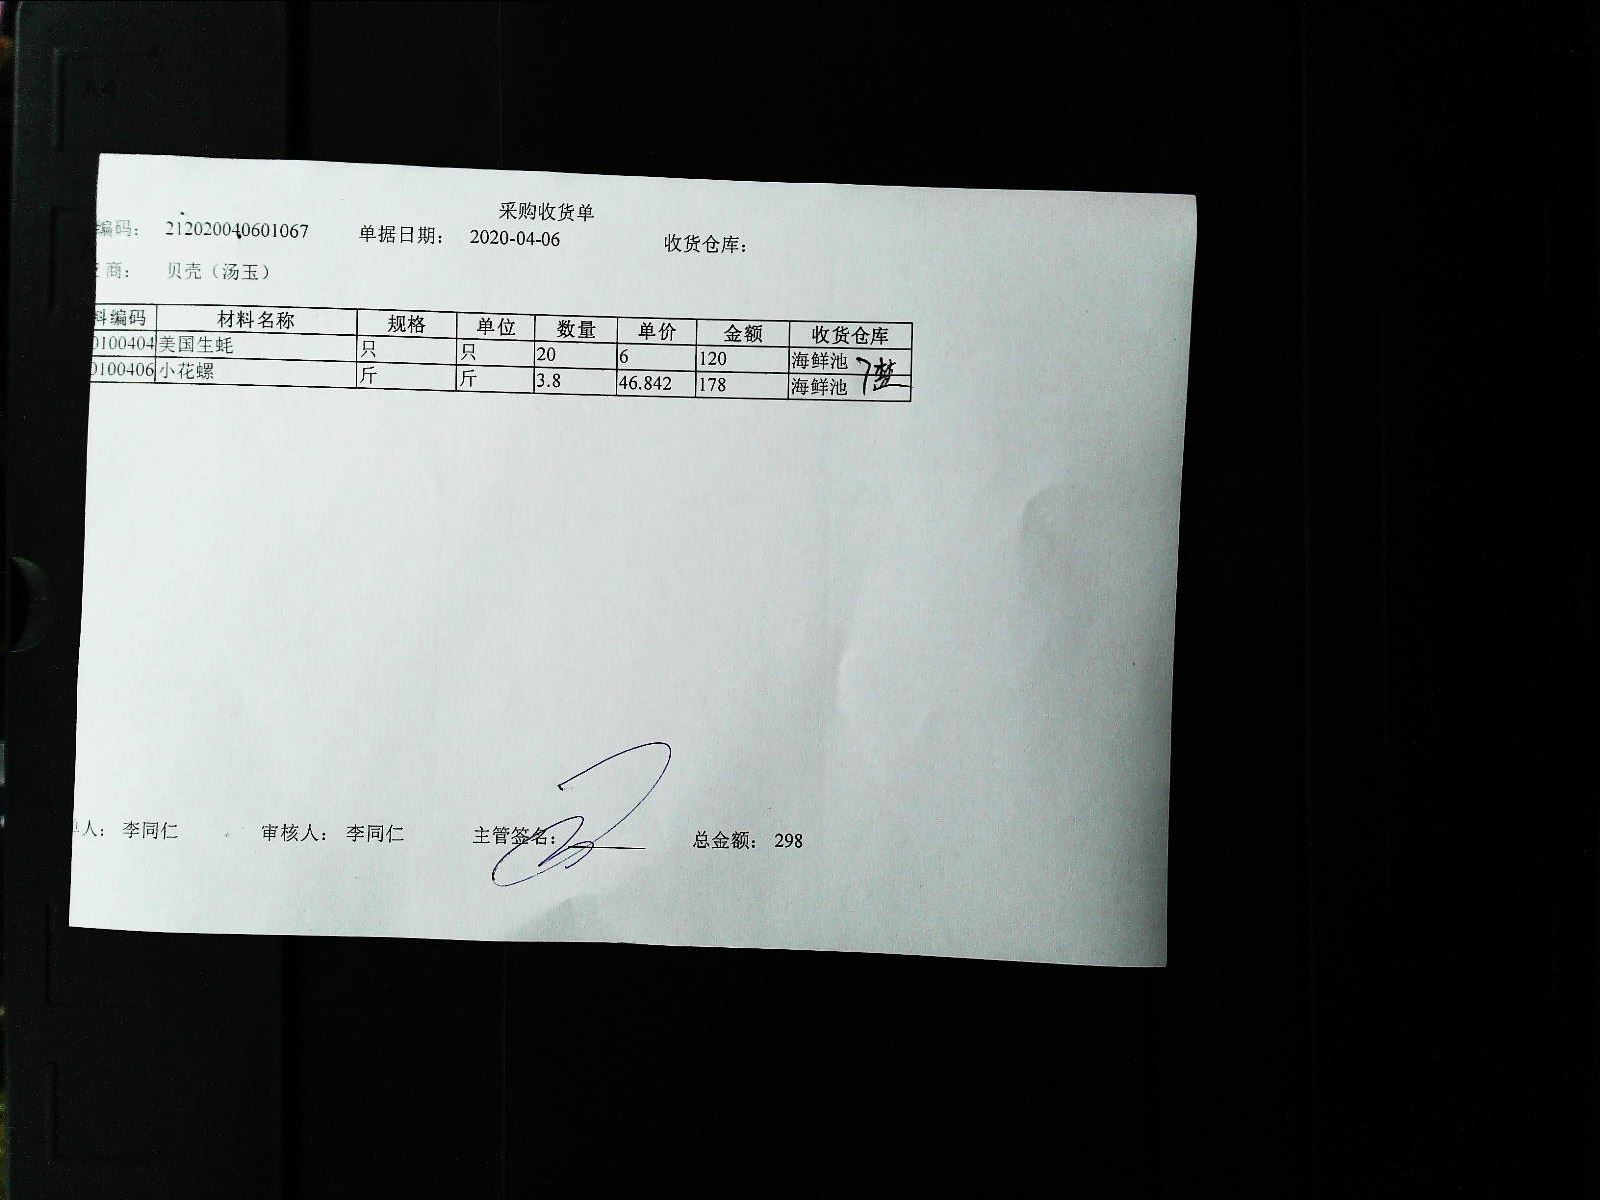 采购收货单
编码： 212020040601067 单据日期： 2020-04-06 收货仓库：
商： 贝壳（汤玉）
料编码 材料名称 规格 单位 数量 单价 金额 收货仓库
0100404 美国生蚝 只 只 20 6 120 海鲜池
0100406 小花螺 斤 斤 3.8 46.842 178 海鲜池
人： 李同仁 审核人： 李同仁 主管签名： 总金额： 298